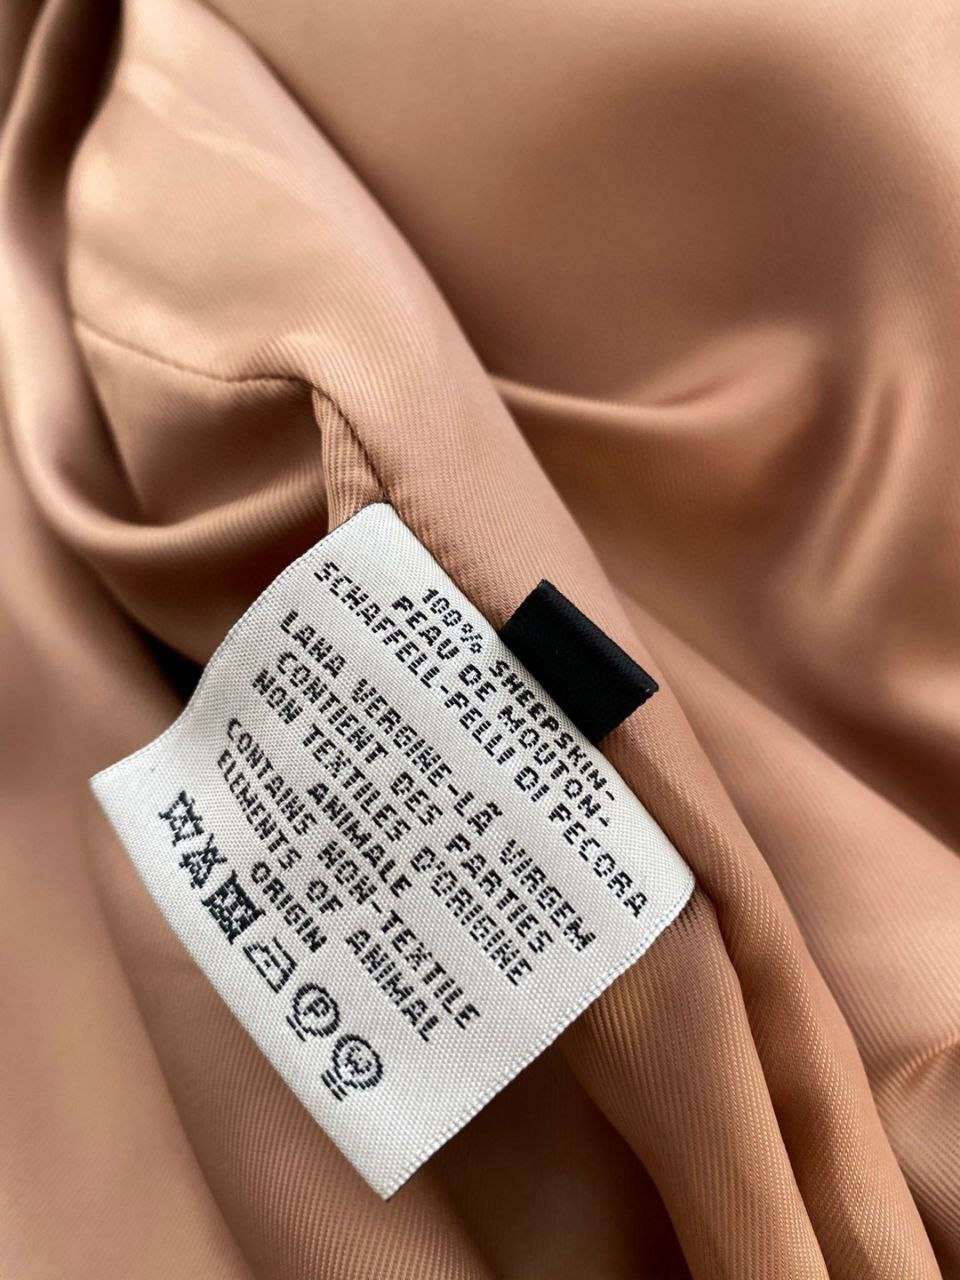 100% SHEEPSKIN-
PEAU DE MOUTON-
SCHAFFELL-PELLI DI PECORA
LANA VERGINE-LÃ VIRGEM
CONTIENT DES PARTIES
NON TEXTILES D'ORIGINE
ANIMALE
CONTAINS NON-TEXTILE
ELEMENTS OF ANIMAL
ORIGIN
P W